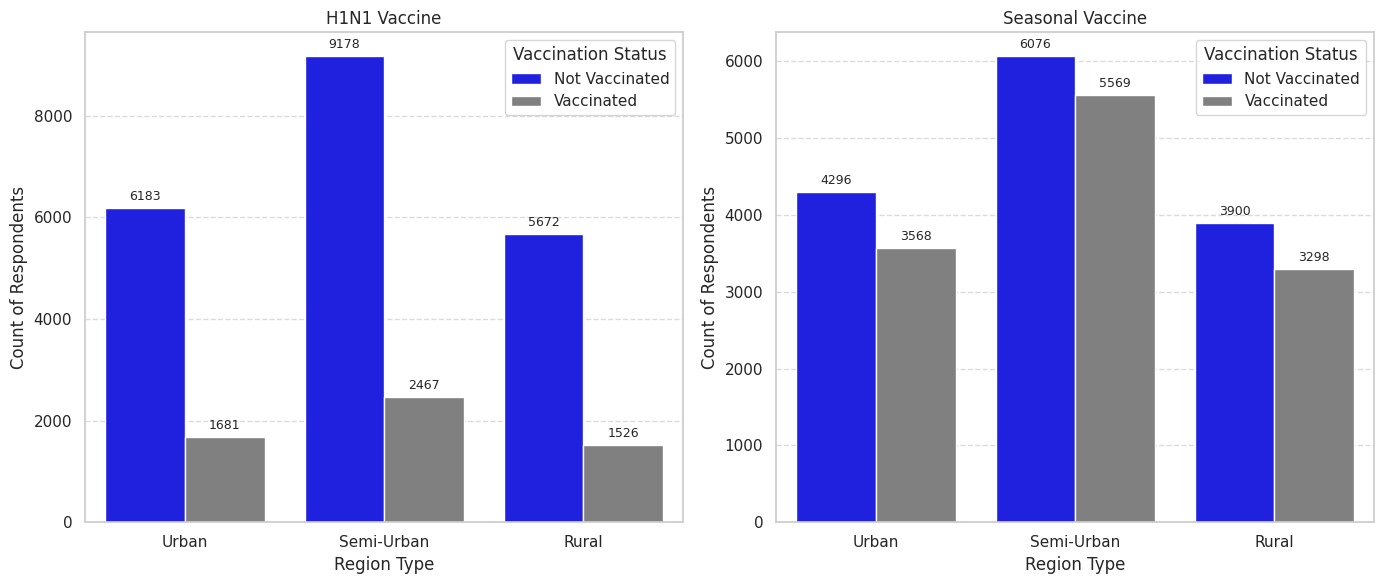 H1N1 Vaccine
Vaccination Status
Not Vaccinated
Vaccinated
Count of Respondents
8000
6000
4000
2000
0
6183
1681
9178
2467
5672
1526
Urban
Semi-Urban
Rural
Region Type
Seasonal Vaccine
Vaccination Status
Not Vaccinated
Vaccinated
Count of Respondents
6000
5000
4000
3000
2000
1000
0
4296
3568
6076
5569
3900
3298
Urban
Semi-Urban
Rural
Region Type